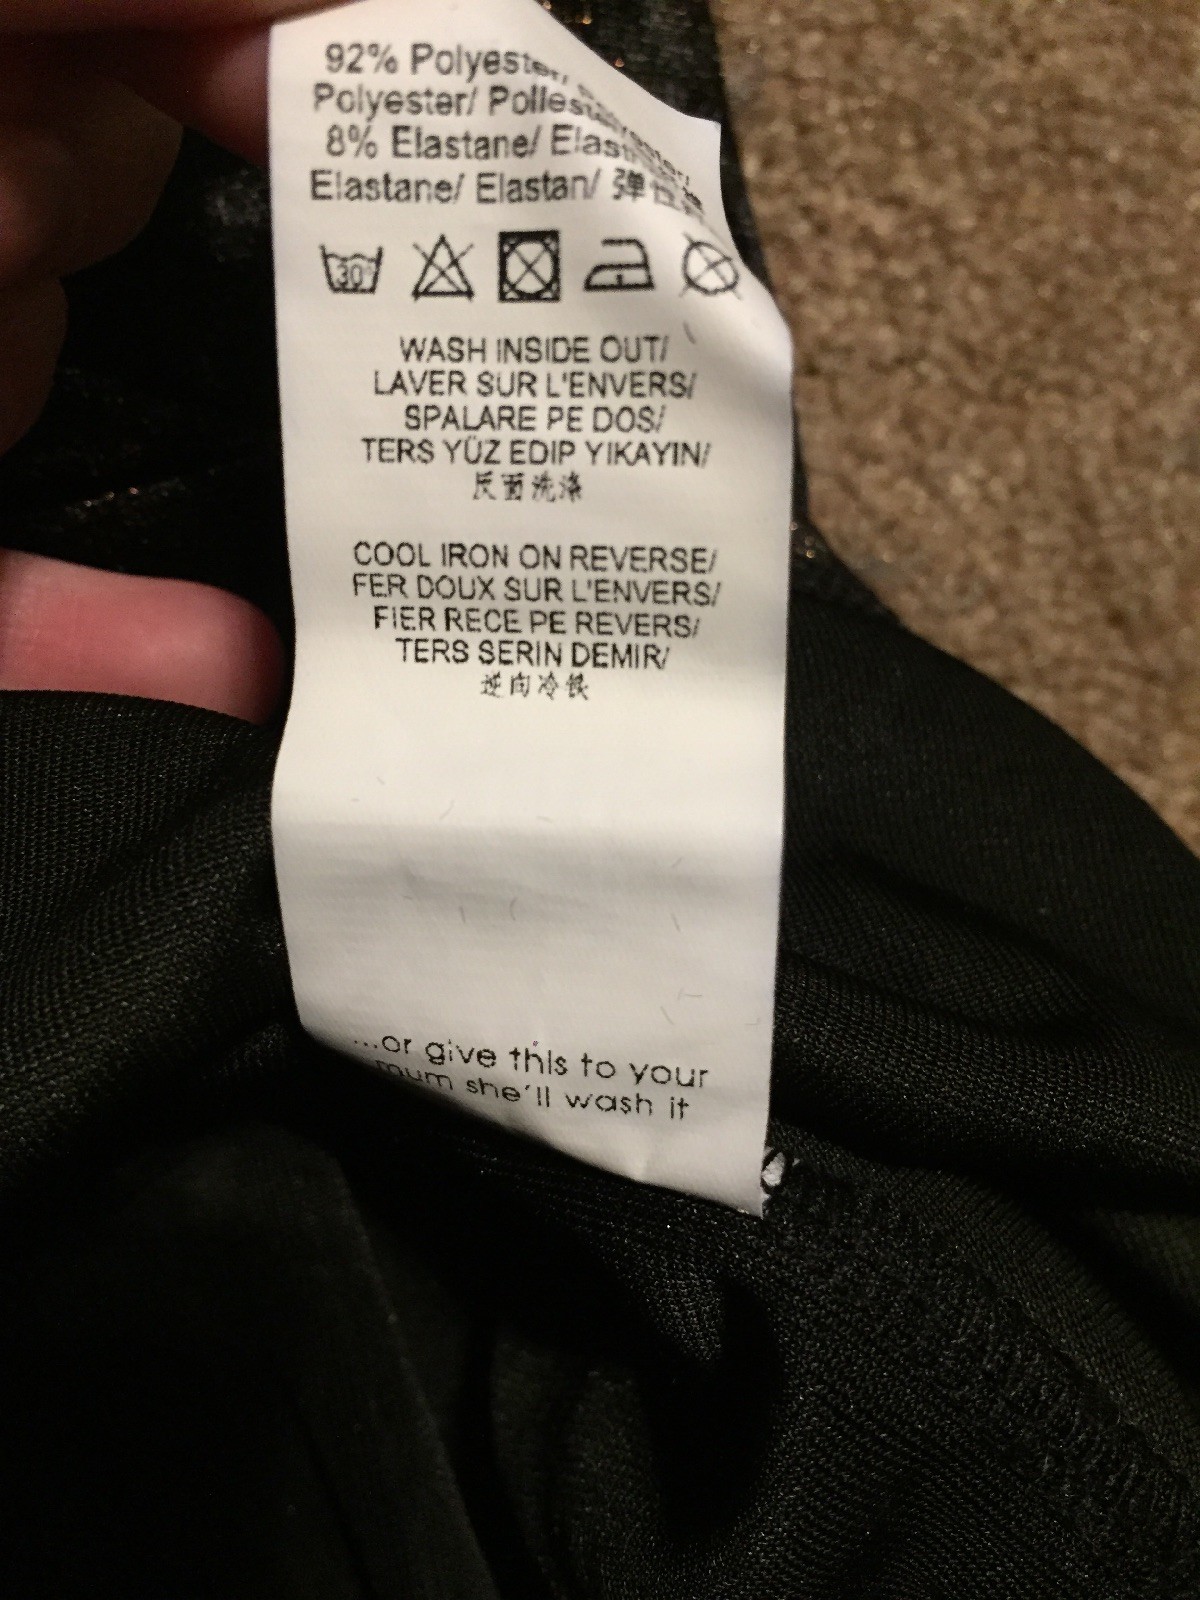 92% Polyester/
Polyester/
8% Elastane/
Elastane/ Elastan/ 弹性
30°
WASH INSIDE OUT/
LAVER SUR L'ENVERS/
SPALARE PE DOS/
TERS YÜZ EDIP YIKAYIN/
反面洗涤
COOL IRON ON REVERSE/
FER DOUX SUR L'ENVERS/
FIER RECE PE REVERS/
TERS SERIN DEMIR/
逆向冷
...or give this to your
mum she'll wash it